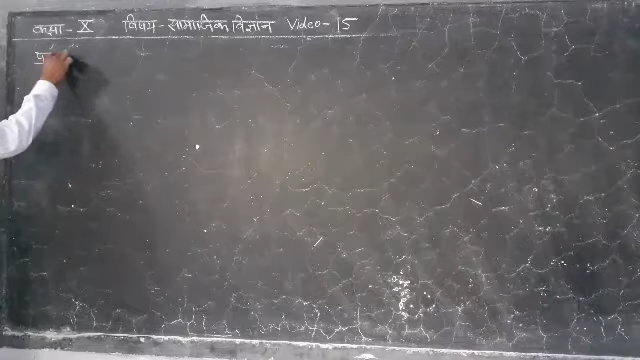 कक्षा - X विषय - सामाजिक विज्ञान Video - 15